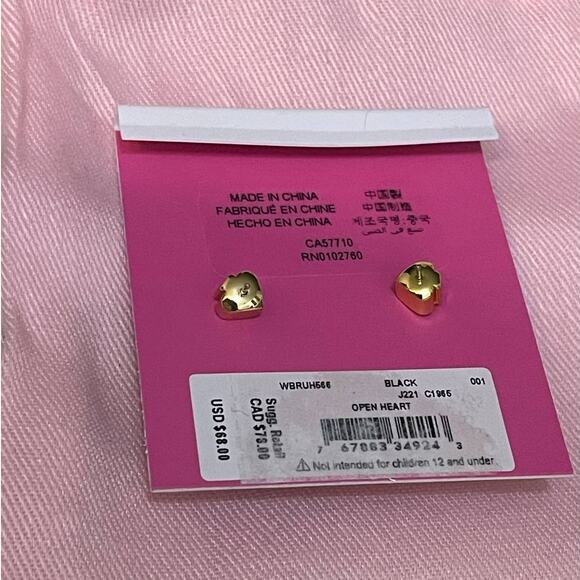 MADE IN CHINA
FABRIQUÉ EN CHINE
HECHO EN CHINA
中国製
中国制造
제조국명:중국
صنع في الصين
CA57710
RN0102760
WBRUH566 BLACK 001
J221 C1965
OPEN HEART
7 67883 34924 3
⚠ Not intended for children 12 and under
Sugg. Retail
CAD $78.00
USD $68.00